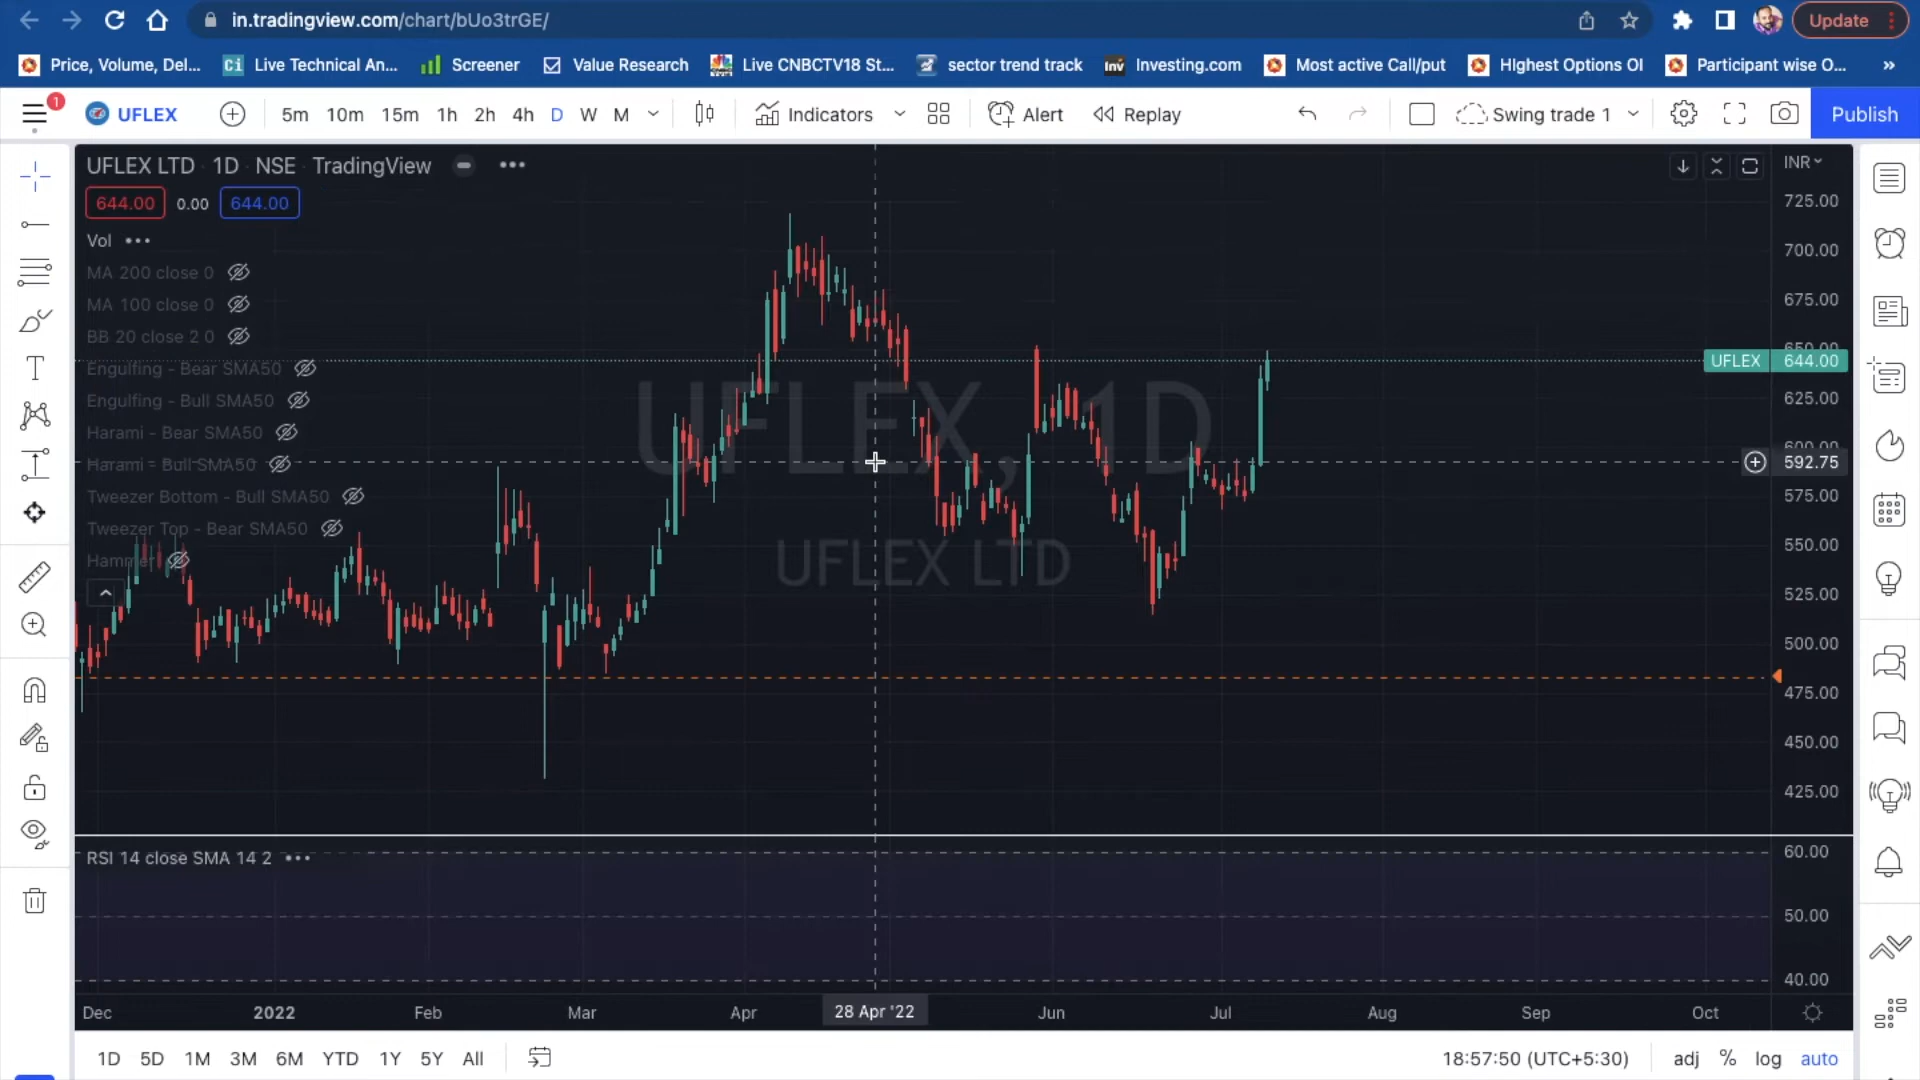 in.tradingview.com/chart/bUo3trGE/
Update
Price, Volume, Del...
Ci Live Technical An...
Screener
Value Research
Live CNBCTV18 St...
sector trend track
Inv Investing.com
Most active Call/put
HIghest Options OI
Participant wise O...
»
1
UFLEX
5m 10m 15m 1h 2h 4h D W M
Indicators
Alert
Replay
Swing trade 1
Publish
UFLEX LTD 1D NSE TradingView
INR
644.00 0.00 644.00
Vol
MA 200 close 0
MA 100 close 0
BB 20 close 2 0
Engulfing - Bear SMA50
Engulfing - Bull SMA50
Harami - Bear SMA50
Harami - Bull SMA50
Tweezer Bottom - Bull SMA50
Tweezer Top - Bear SMA50
Hammer
UFLEX, 1D
UFLEX LTD
725.00
700.00
675.00
650.00
UFLEX 644.00
625.00
600.00
592.75
575.00
550.00
525.00
500.00
475.00
450.00
425.00
RSI 14 close SMA 14 2
60.00
50.00
40.00
Dec 2022 Feb Mar Apr 28 Apr '22 Jun Jul Aug Sep Oct
1D 5D 1M 3M 6M YTD 1Y 5Y All
18:57:50 (UTC+5:30) adj % log auto